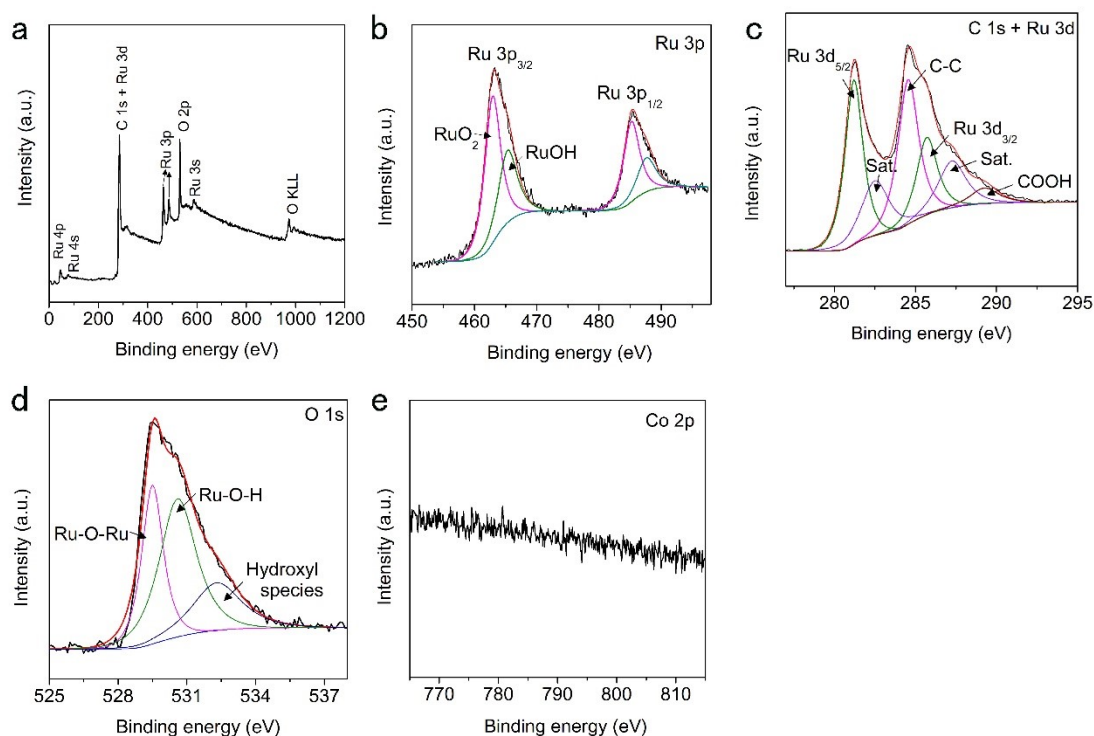 a
C 1s + Ru 3d
Ru 3p
O 2p
Ru 3s
O KLL
Ru 4p
Ru 4s
Intensity (a.u.)
0 200 400 600 800 1000 1200
Binding energy (eV)
b
Ru 3p
Ru 3p3/2
Ru 3p1/2
RuO2
RuOH
Intensity (a.u.)
450 460 470 480 490
Binding energy (eV)
c
C 1s + Ru 3d
Ru 3d5/2
C-C
Ru 3d3/2
Sat.
Sat.
COOH
Intensity (a.u.)
280 285 290 295
Binding energy (eV)
d
O 1s
Ru-O-H
Ru-O-Ru
Hydroxyl
species
Intensity (a.u.)
525 528 531 534 537
Binding energy (eV)
e
Co 2p
Intensity (a.u.)
770 780 790 800 810
Binding energy (eV)